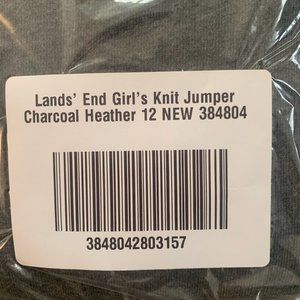 Lands' End Girl's Knit Jumper
Charcoal Heather 12 NEW 384804
3848042803157